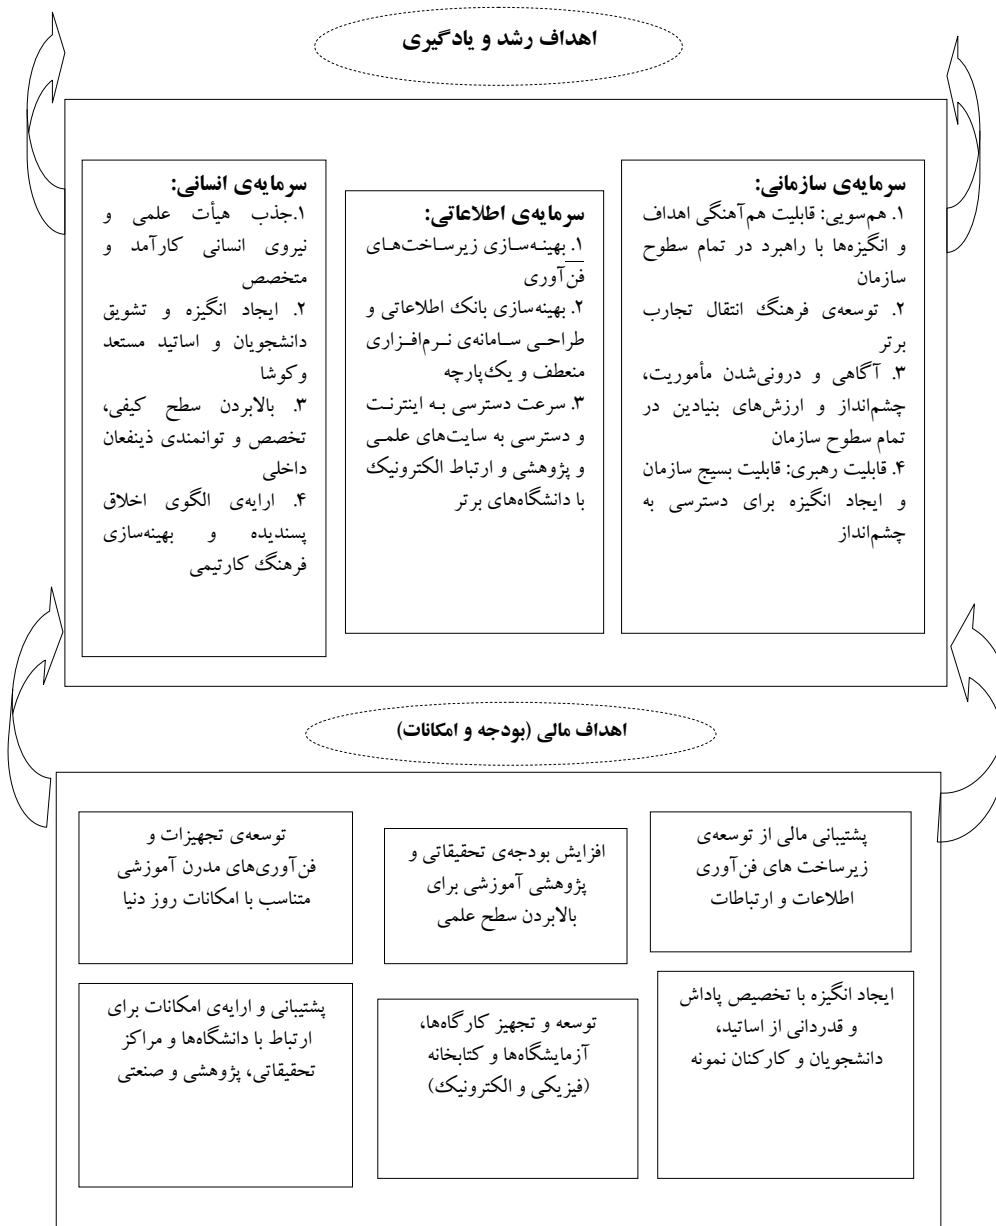 اهداف رشد و یادگیری
سرمایه‌ی سازمانی:
۱. هم‌سویی: قابلیت هم‌آهنگی اهداف
و انگیزه‌ها با راهبرد در تمام سطوح
سازمان
۲. توسعه‌ی فرهنگ انتقال تجارب
برتر
۳. آگاهی و درونی‌شدن مأموریت،
چشم‌انداز و ارزش‌های بنیادین در
تمام سطوح سازمان
۴. قابلیت رهبری: قابلیت بسیج سازمان
و ایجاد انگیزه برای دسترسی به
چشم‌انداز
سرمایه‌ی اطلاعاتی:
۱. بهینه‌سازی زیرساخت‌های
فن‌آوری
۲. بهینه‌سازی بانک اطلاعاتی و
طراحی سامانه‌ی نرم‌افزاری
منعطف و یک‌پارچه
۳. سرعت دسترسی به اینترنت
و دسترسی به سایت‌های علمی
و پژوهشی و ارتباط الکترونیک
با دانشگاه‌های برتر
سرمایه‌ی انسانی:
۱.جذب هیأت علمی و
نیروی انسانی کارآمد و
متخصص
۲. ایجاد انگیزه و تشویق
دانشجویان و اساتید مستعد
وکوشا
۳. بالابردن سطح کیفی،
تخصص و توانمندی ذینفعان
داخلی
۴. ارایه‌ی الگوی اخلاق
پسندیده و بهینه‌سازی
فرهنگ کارتیمی
اهداف مالی (بودجه و امکانات)
پشتیبانی مالی از توسعه‌ی
زیرساخت های فن‌آوری
اطلاعات و ارتباطات
افزایش بودجه‌ی تحقیقاتی و
پژوهشی آموزشی برای
بالابردن سطح علمی
توسعه‌ی تجهیزات و
فن‌آوری‌های مدرن آموزشی
متناسب با امکانات روز دنیا
ایجاد انگیزه با تخصیص پاداش
و قدردانی از اساتید،
دانشجویان و کارکنان نمونه
توسعه و تجهیز کارگاه‌ها،
آزمایشگاه‌ها و کتابخانه
(فیزیکی و الکترونیک)
پشتیبانی و ارایه‌ی امکانات برای
ارتباط با دانشگاه‌ها و مراکز
تحقیقاتی، پژوهشی و صنعتی